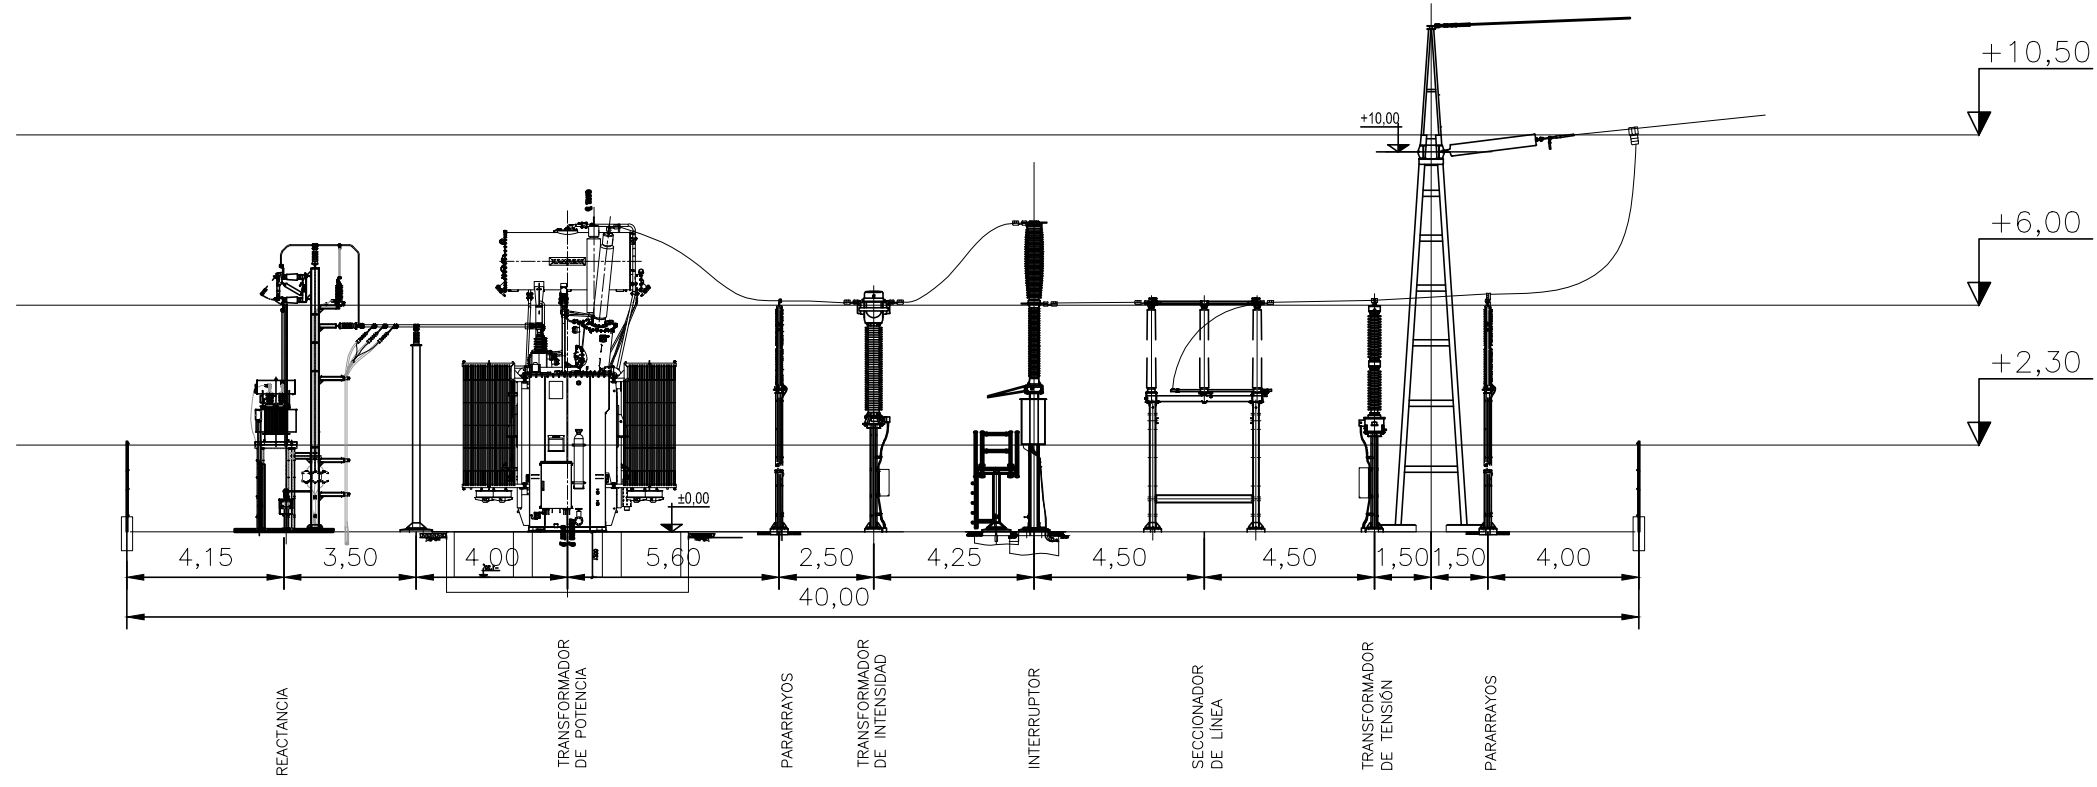 +10,50
+10,00
+6,00
+2,30
±0,00
4,15 3,50 4,00 5,60 2,50 4,25 4,50 4,50 1,50 1,50 4,00
40,00
REACTANCIA
TRANSFORMADOR
DE POTENCIA
PARARRAYOS
TRANSFORMADOR
DE INTENSIDAD
INTERRUPTOR
SECCIONADOR
DE LÍNEA
TRANSFORMADOR
DE TENSIÓN
PARARRAYOS